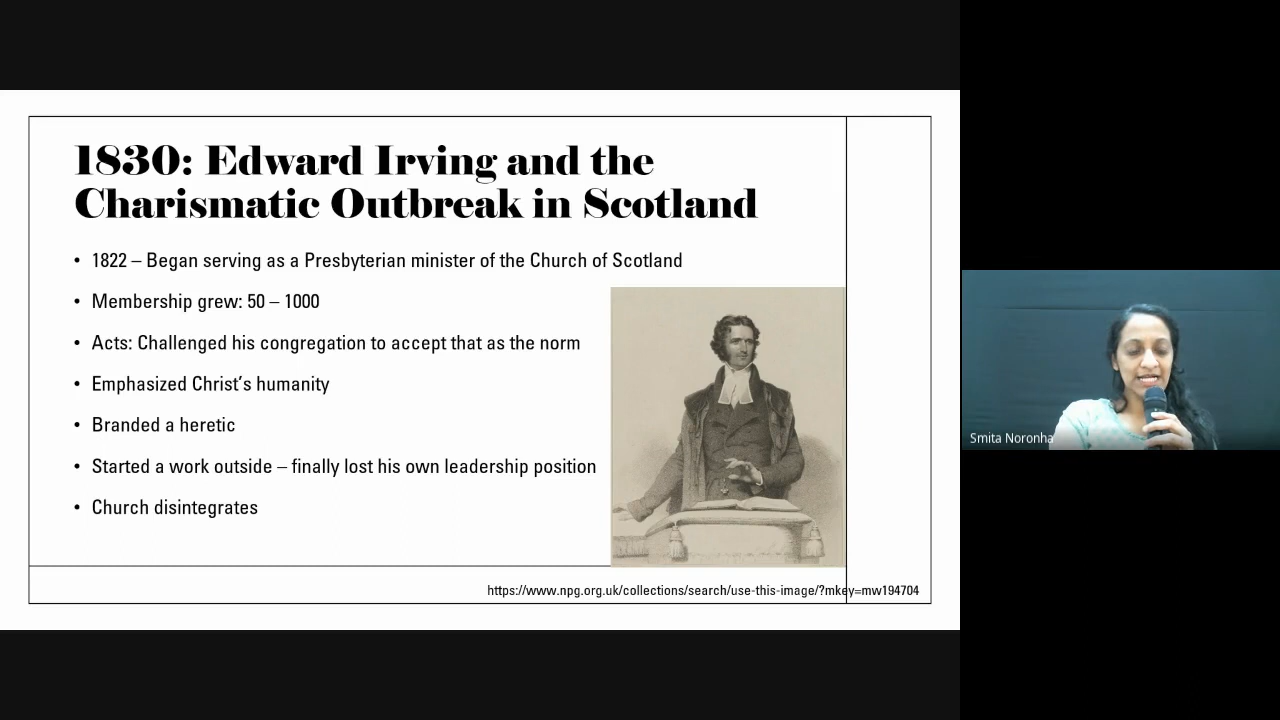 1830: Edward Irving and the
Charismatic Outbreak in Scotland
• 1822 – Began serving as a Presbyterian minister of the Church of Scotland
• Membership grew: 50 – 1000
• Acts: Challenged his congregation to accept that as the norm
• Emphasized Christ's humanity
• Branded a heretic
• Started a work outside – finally lost his own leadership position
• Church disintegrates
https://www.npg.org.uk/collections/search/use-this-image/?mkey=mw194704
Smita Noronha